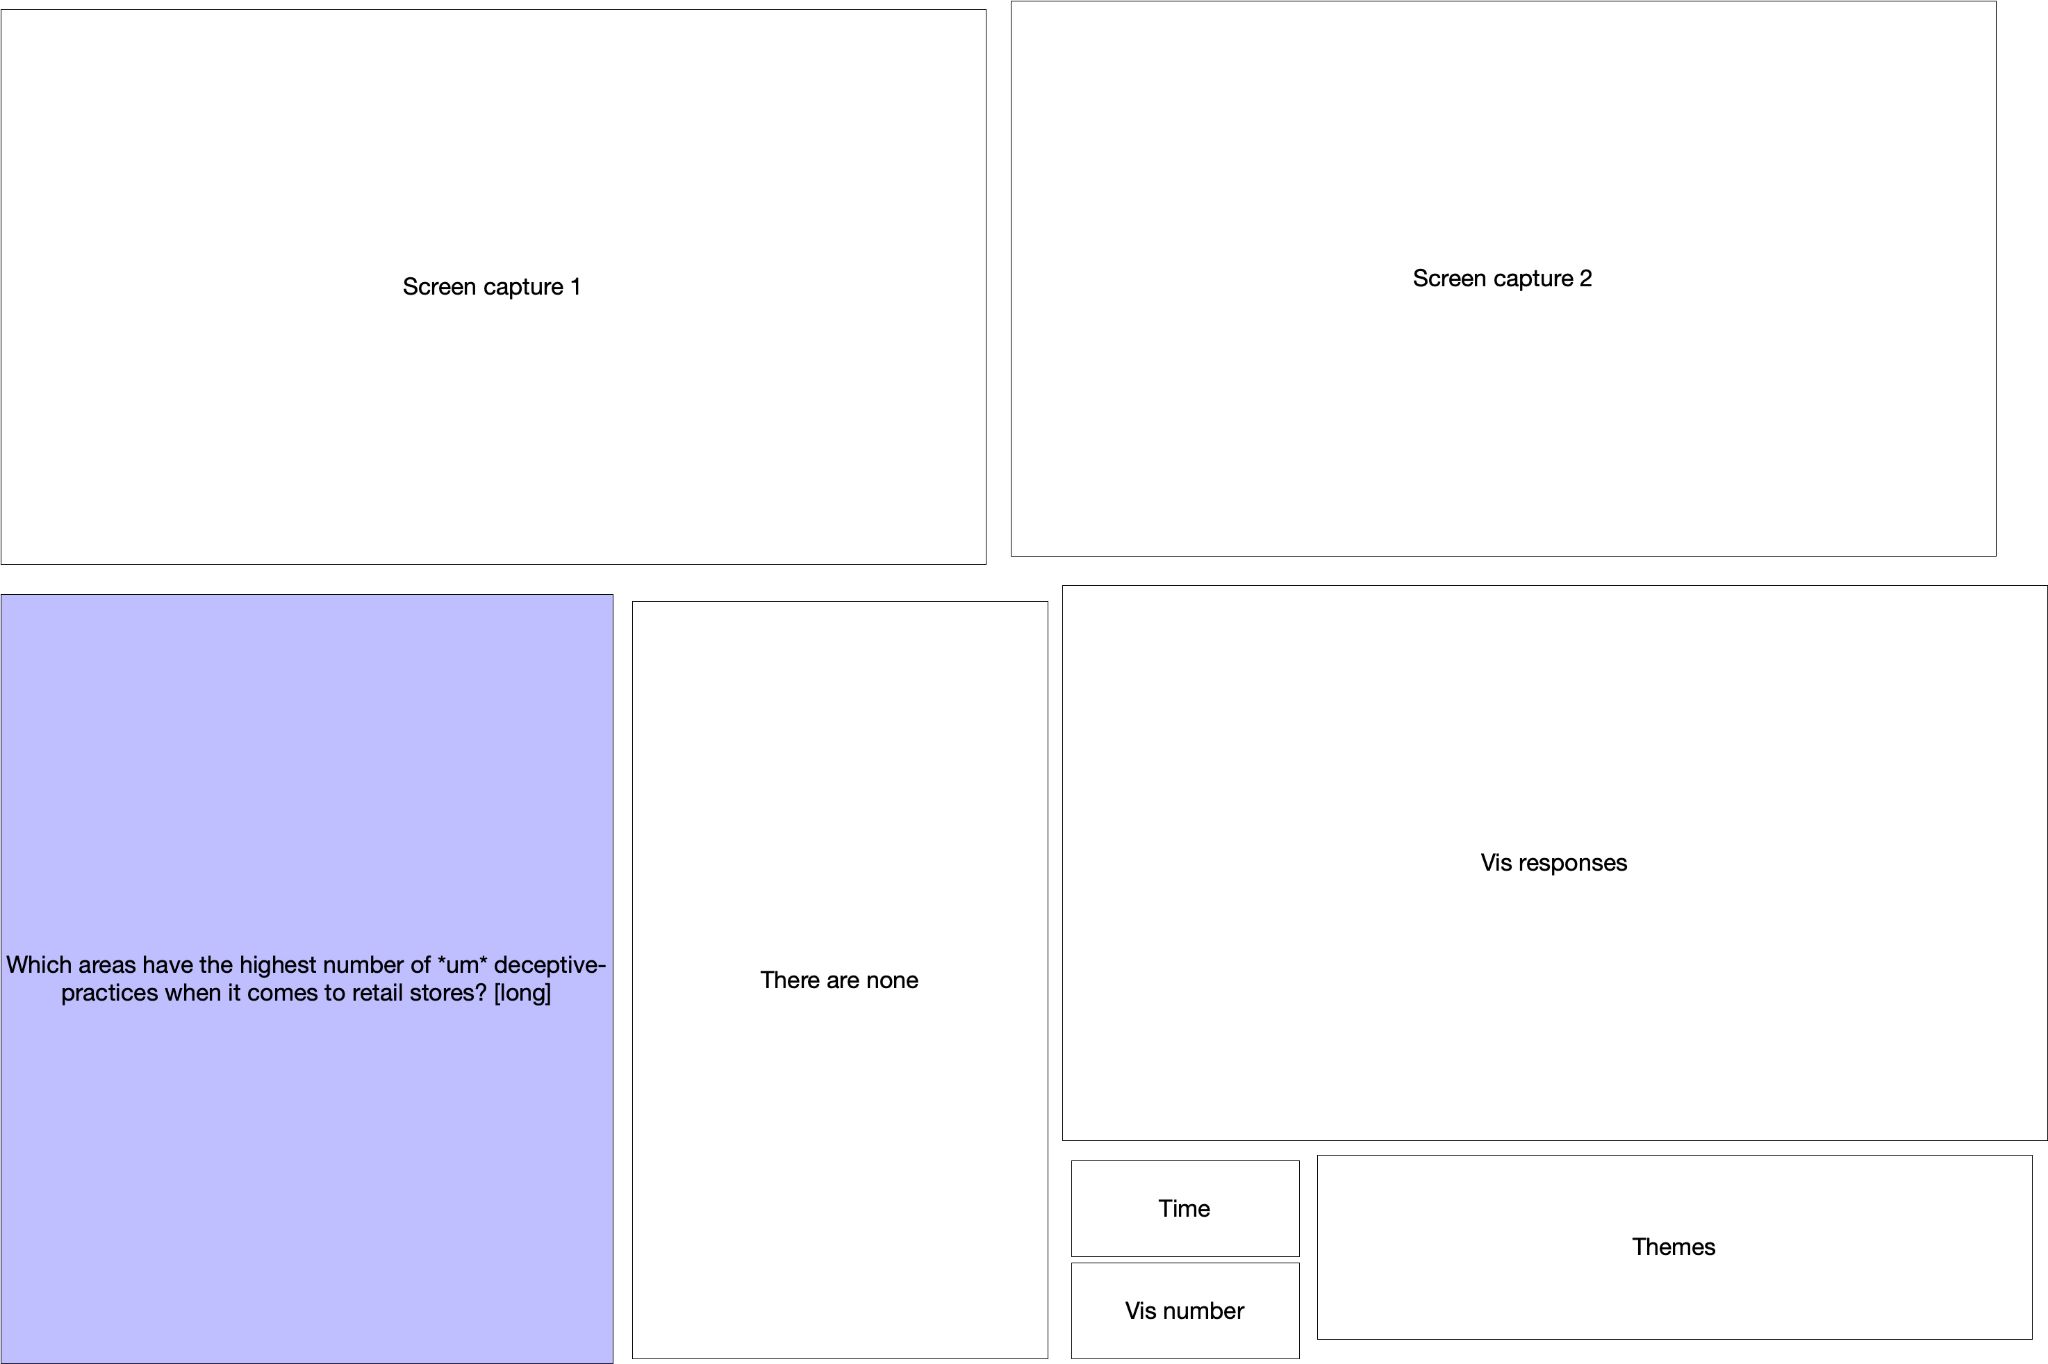 Screen capture 1
Screen capture 2
Which areas have the highest number of *um* deceptive-
practices when it comes to retail stores? [long]
There are none
Vis responses
Time
Themes
Vis number